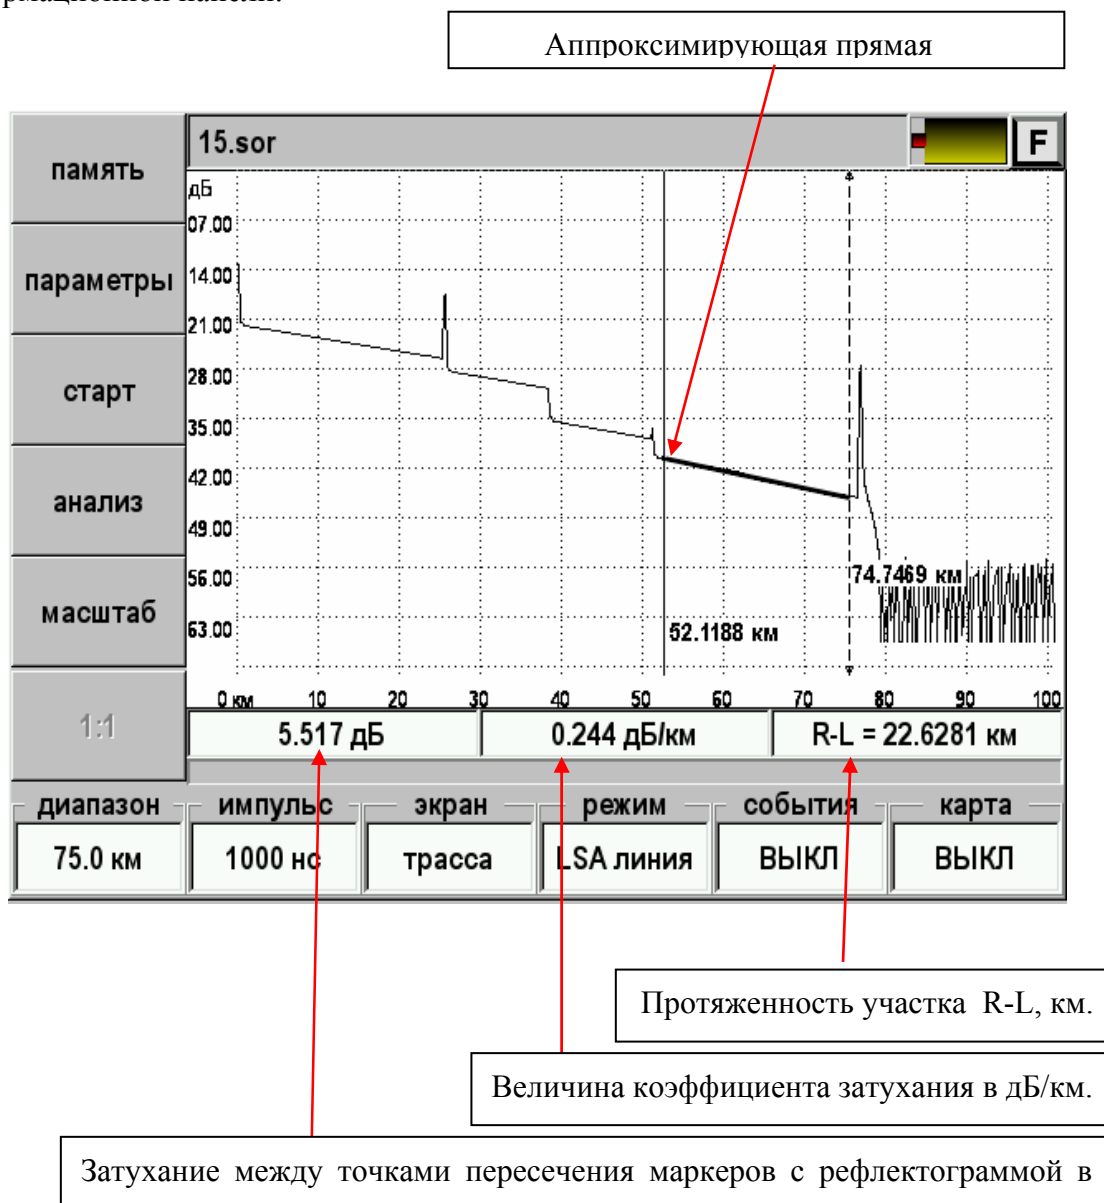 рмационной панели.
Аппроксимирующая прямая
память
15.sor
F
дБ
07.00
параметры
14.00
21.00
старт
28.00
35.00
анализ
42.00
49.00
масштаб
56.00
74.7469 км
63.00
52.1188 км
0 км 10 20 30 40 50 60 70 80 90 100
1:1
5.517 дБ
0.244 дБ/км
R-L = 22.6281 км
диапазон импульс экран режим события карта
75.0 км 1000 нс трасса LSA линия ВЫКЛ ВЫКЛ
Протяженность участка R-L, км.
Величина коэффициента затухания в дБ/км.
Затухание между точками пересечения маркеров с рефлектограммой в